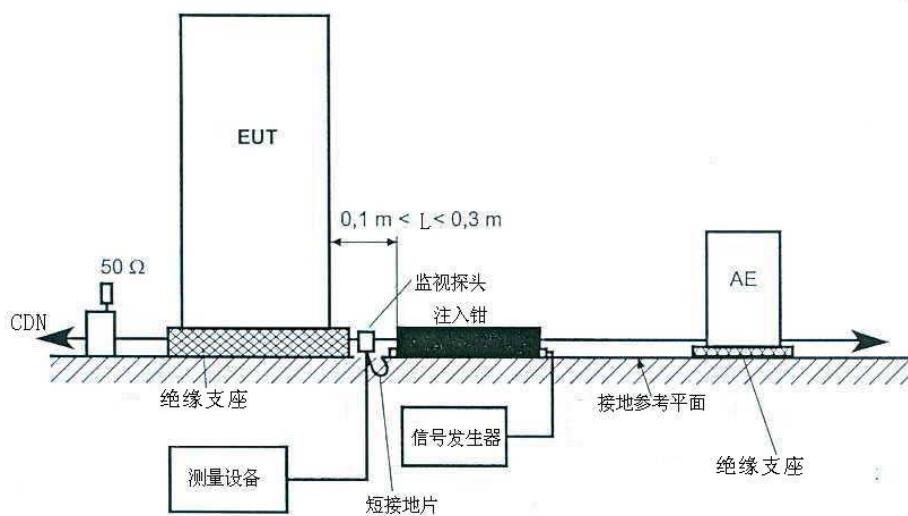 EUT
0,1 m < L < 0,3 m
50 Ω
监视探头
AE
注入钳
CDN
绝缘支座
接地参考平面
信号发生器
绝缘支座
测量设备
短接地片